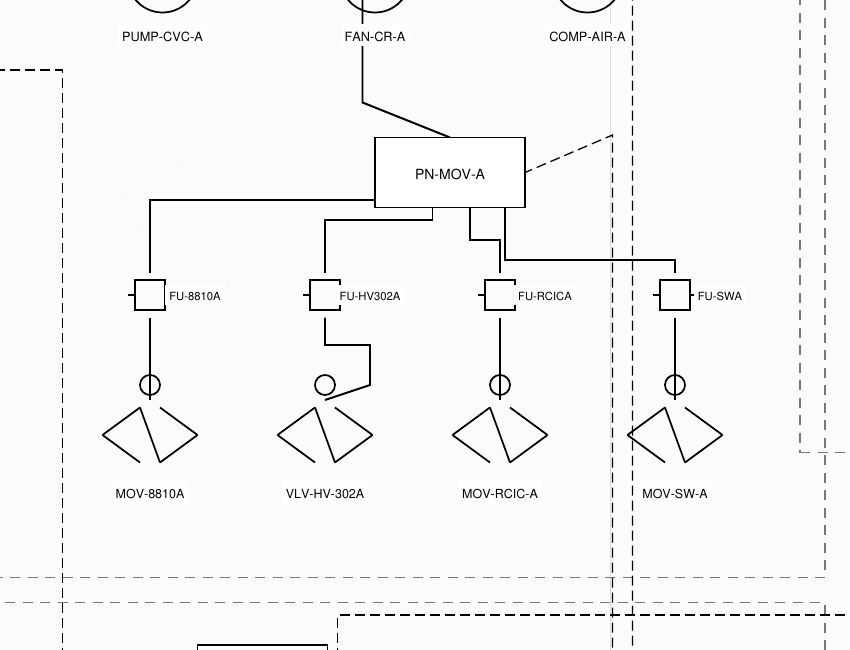 PUMP-CVC-A
FAN-CR-A
COMP-AIR-A
PN-MOV-A
FU-8810A
FU-HV302A
FU-RCICA
FU-SWA
MOV-8810A
VLV-HV-302A
MOV-RCIC-A
MOV-SW-A